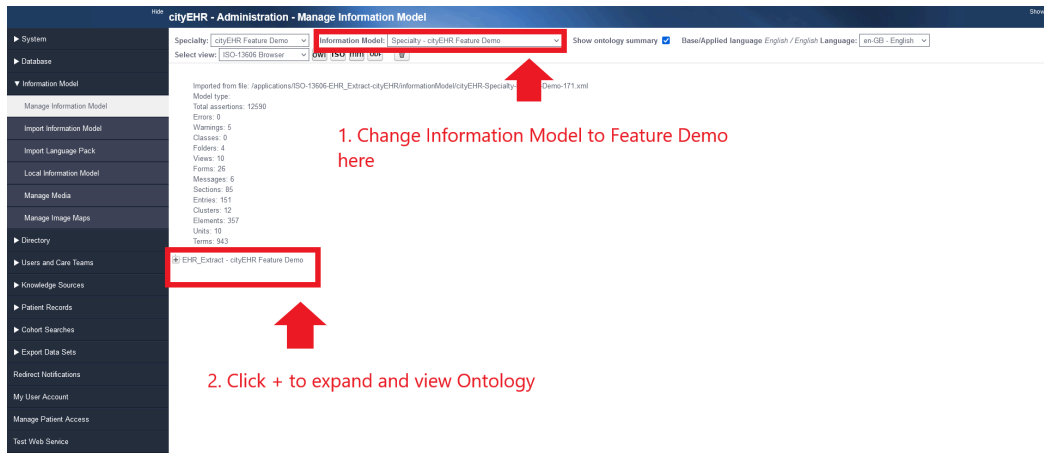 Hide
cityEHR - Administration - Manage Information Model
Show
System
Database
Information Model
Manage Information Model
Import Information Model
Import Language Pack
Local Information Model
Manage Media
Manage Image Maps
Directory
Users and Care Teams
Knowledge Sources
Patient Records
Cohort Searches
Export Data Sets
Redirect Notifications
My User Account
Manage Patient Access
Test Web Service
Specialty: cityEHR Feature Demo Information Model: Specialty - cityEHR Feature Demo Show ontology summary Base/Applied language English / English Language: en-GB - English
Select view: ISO-13606 Browser owl ISO mm
Imported from file: /applications/ISO-13606-EHR_Extract-cityEHR/informationModel/cityEHR-Specialty- -Demo-171.xml
Model type:
Total assertions: 12590
Errors: 0
Warnings: 5
Classes: 0
Folders: 4
Views: 10
Forms: 26
Messages: 6
Sections: 85
Entries: 151
Clusters: 12
Elements: 357
Units: 10
Terms: 943
1. Change Information Model to Feature Demo
here
EHR_Extract - cityEHR Feature Demo
2. Click + to expand and view Ontology